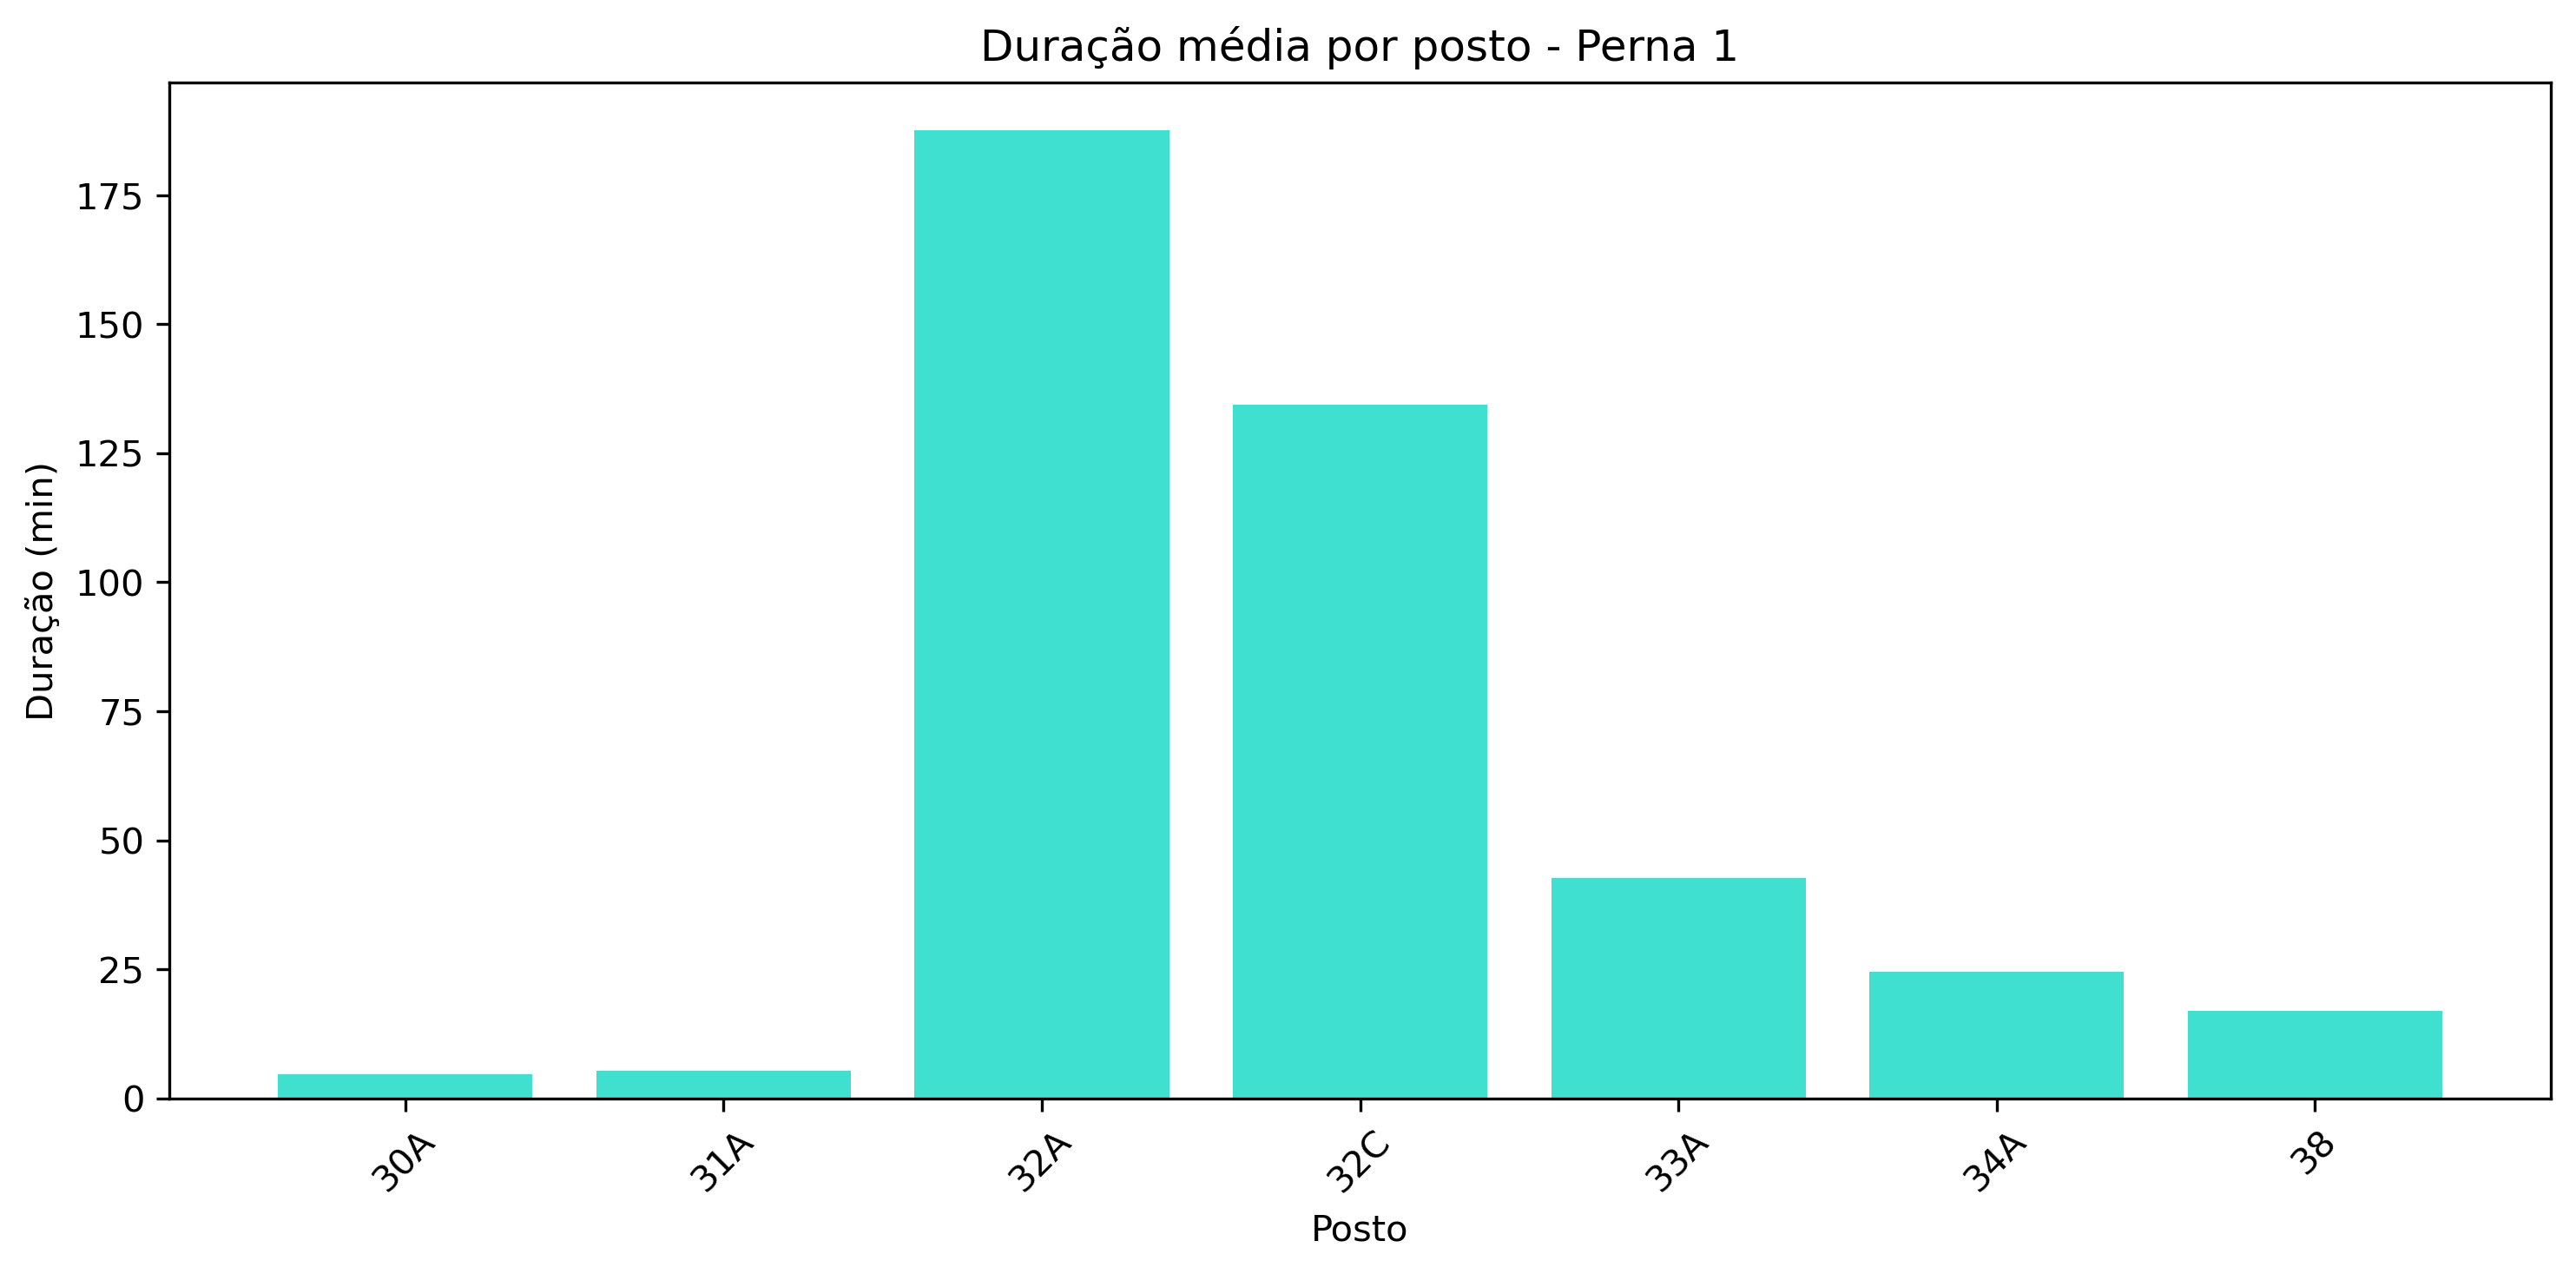 Duração média por posto - Perna 1
Duração (min)
175
150
125
100
75
50
25
0
30A
31A
32A
32C
33A
34A
38
Posto